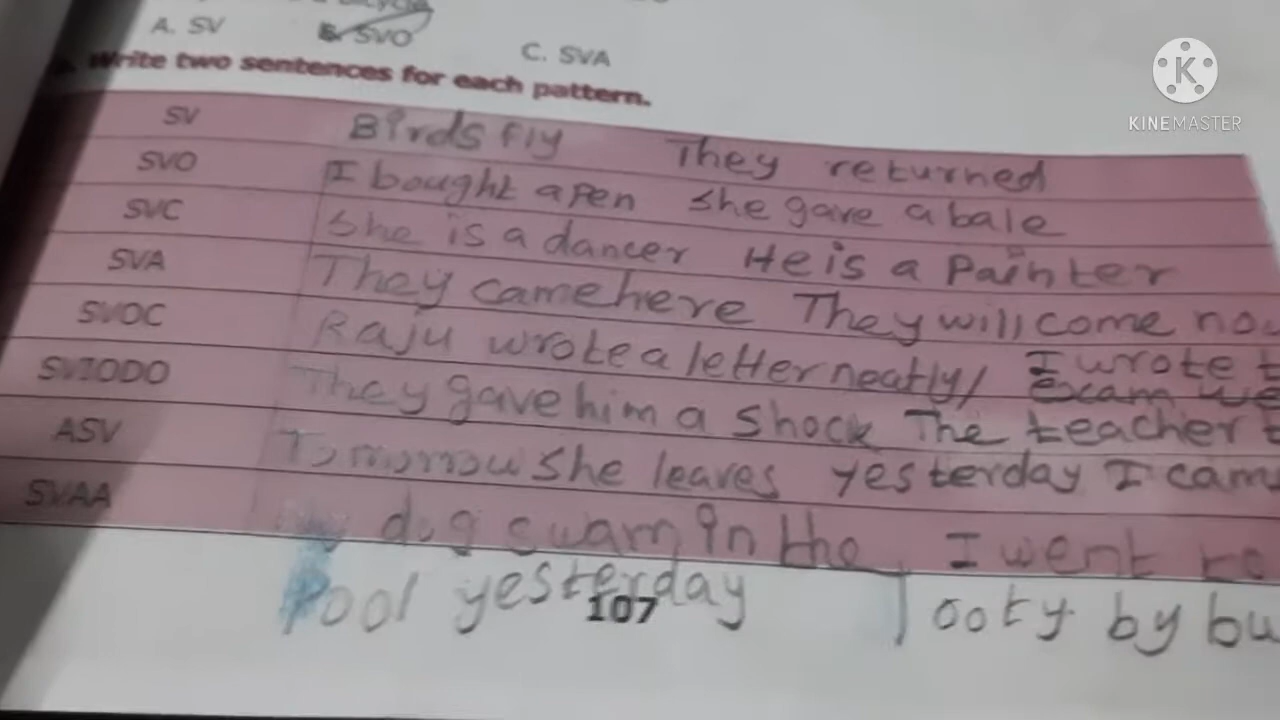 A. SV B. SVO C. SVA
Write two sentences for each pattern.
SV Birds fly They returned
SVO I bought a pen she gave a bale
SVC She is a dancer He is a Painter
SVA They came here They will come
SVOC Raju wrote a letter neatly/ I wrote
exam
SVIODO They gave him a shock The teacher
ASV Tomorrow She leaves yesterday I
SVAA dog swam in the I went
Pool yesterday ooty by
107
KINEMASTER